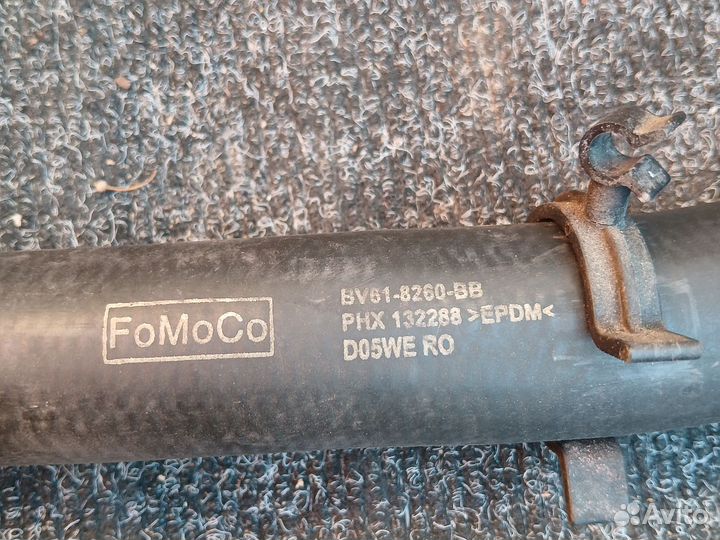 FoMoCo
BV61-8260-BB
PHX 132288 >EPDM<
D05WE RO
Avito